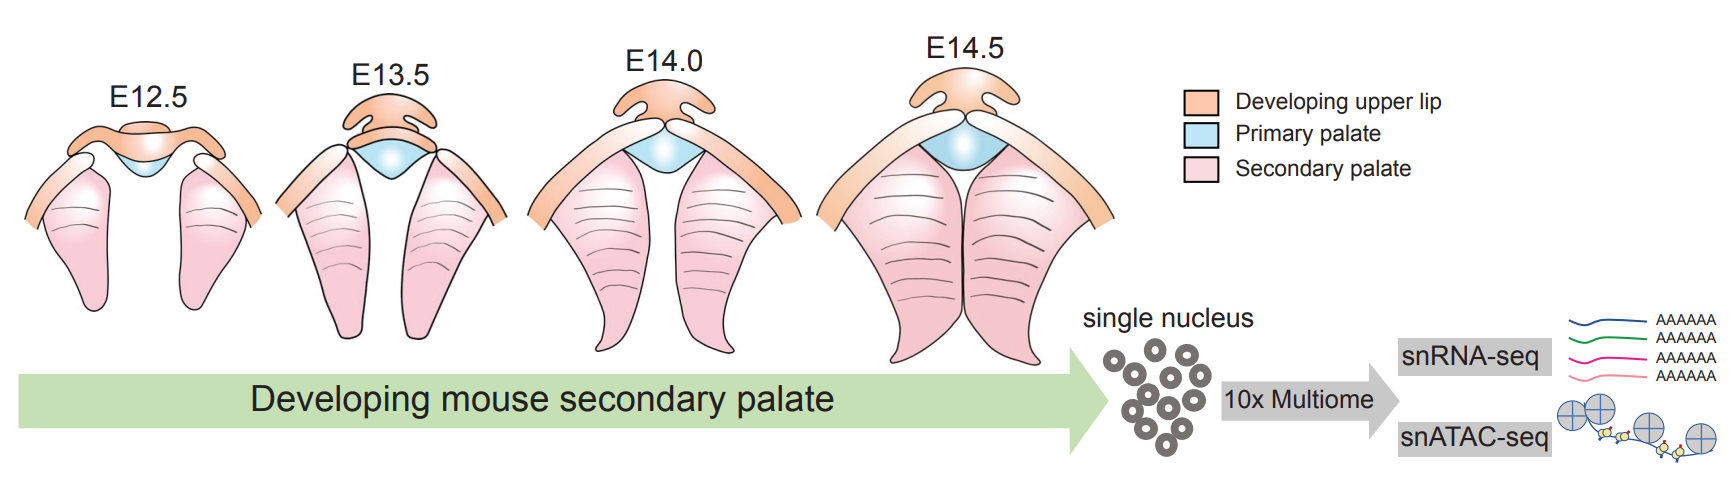 E12.5
E13.5
E14.0
E14.5
Developing upper lip
Primary palate
Secondary palate
single nucleus
Developing mouse secondary palate
10x Multiome
snRNA-seq
AAAAAA
AAAAAA
AAAAAA
AAAAAA
snATAC-seq